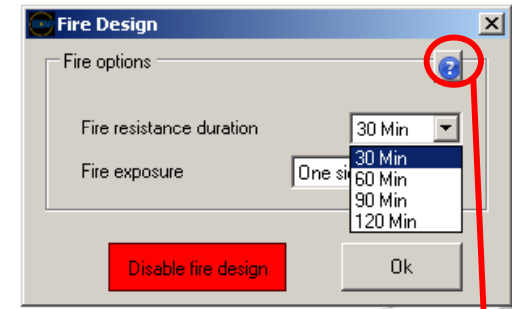 Fire Design
Fire options
?
Fire resistance duration 30 Min
30 Min
Fire exposure One
60 Min
90 Min
120 Min
Disable fire design Ok